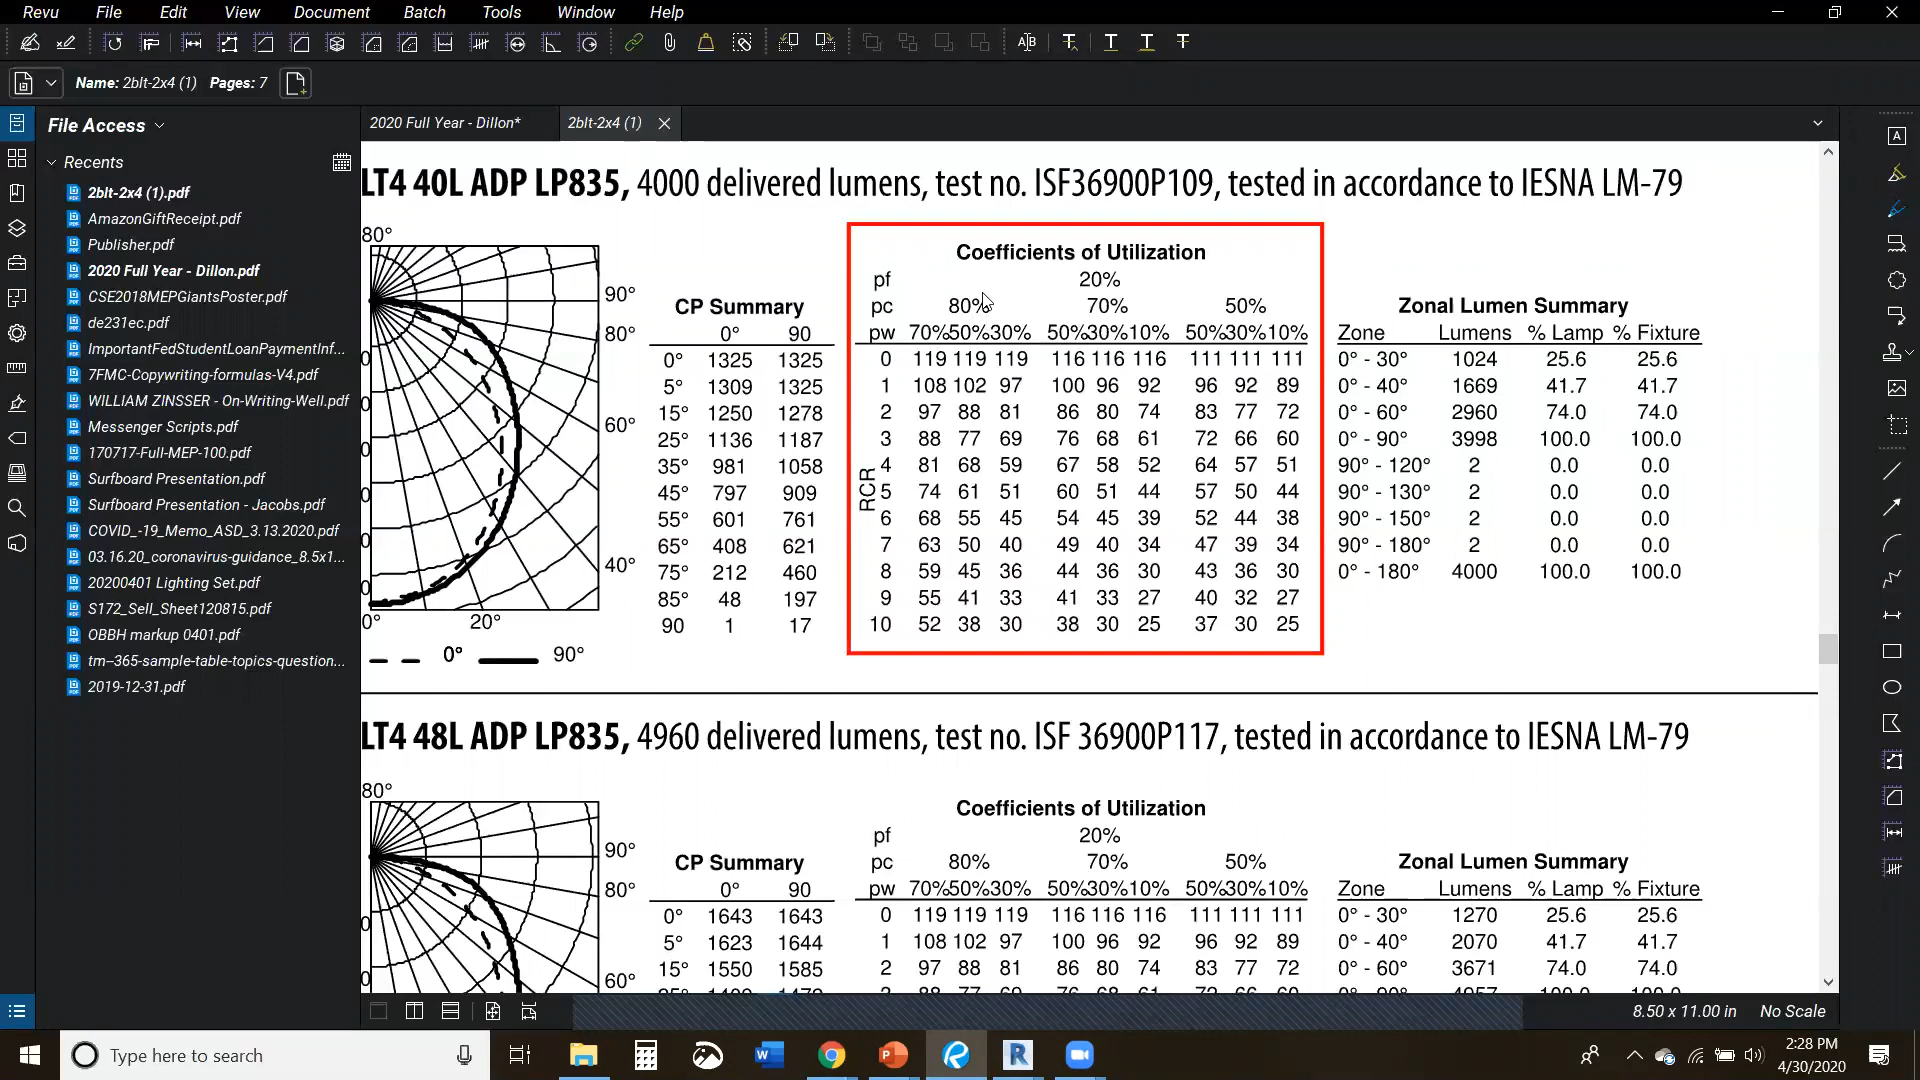 Revu File Edit View Document Batch Tools Window Help
Name: 2blt-2x4 (1) Pages: 7
File Access
Recents
2blt-2x4 (1).pdf
AmazonGiftReceipt.pdf
Publisher.pdf
2020 Full Year - Dillon.pdf
CSE2018MEPGiantsPoster.pdf
de231ec.pdf
ImportantFedStudentLoanPaymentInf...
7FMC-Copywriting-formulas-V4.pdf
WILLIAM ZINSSER - On-Writing-Well.pdf
Messenger Scripts.pdf
170717-Full-MEP-100.pdf
Surfboard Presentation.pdf
Surfboard Presentation - Jacobs.pdf
COVID_-19_Memo_ASD_3.13.2020.pdf
03.16.20_coronavirus-guidance_8.5x1...
20200401 Lighting Set.pdf
S172_Sell_Sheet120815.pdf
OBBH markup 0401.pdf
tm--365-sample-table-topics-question...
2019-12-31.pdf
2020 Full Year - Dillon* 2blt-2x4 (1)
LT4 40L ADP LP835, 4000 delivered lumens, test no. ISF36900P109, tested in accordance to IESNA LM-79
80°
90°
80°
60°
40°
0° 20°
0° 90°
CP Summary
0° 90
0° 1325 1325
5° 1309 1325
15° 1250 1278
25° 1136 1187
35° 981 1058
45° 797 909
55° 601 761
65° 408 621
75° 212 460
85° 48 197
90 1 17
Coefficients of Utilization
pf 20%
pc 80% 70% 50%
pw 70% 50% 30% 50% 30% 10% 50% 30% 10%
0 119 119 119 116 116 116 111 111 111
1 108 102 97 100 96 92 96 92 89
2 97 88 81 86 80 74 83 77 72
3 88 77 69 76 68 61 72 66 60
4 81 68 59 67 58 52 64 57 51
RCR
5 74 61 51 60 51 44 57 50 44
6 68 55 45 54 45 39 52 44 38
7 63 50 40 49 40 34 47 39 34
8 59 45 36 44 36 30 43 36 30
9 55 41 33 41 33 27 40 32 27
10 52 38 30 38 30 25 37 30 25
Zonal Lumen Summary
Zone Lumens % Lamp % Fixture
0° - 30° 1024 25.6 25.6
0° - 40° 1669 41.7 41.7
0° - 60° 2960 74.0 74.0
0° - 90° 3998 100.0 100.0
90° - 120° 2 0.0 0.0
90° - 130° 2 0.0 0.0
90° - 150° 2 0.0 0.0
90° - 180° 2 0.0 0.0
0° - 180° 4000 100.0 100.0
LT4 48L ADP LP835, 4960 delivered lumens, test no. ISF 36900P117, tested in accordance to IESNA LM-79
80°
90°
80°
60°
CP Summary
0° 90
0° 1643 1643
5° 1623 1644
15° 1550 1585
Coefficients of Utilization
pf 20%
pc 80% 70% 50%
pw 70% 50% 30% 50% 30% 10% 50% 30% 10%
0 119 119 119 116 116 116 111 111 111
1 108 102 97 100 96 92 96 92 89
2 97 88 81 86 80 74 83 77 72
Zonal Lumen Summary
Zone Lumens % Lamp % Fixture
0° - 30° 1270 25.6 25.6
0° - 40° 2070 41.7 41.7
0° - 60° 3671 74.0 74.0
8.50 x 11.00 in No Scale
Type here to search
2:28 PM
4/30/2020